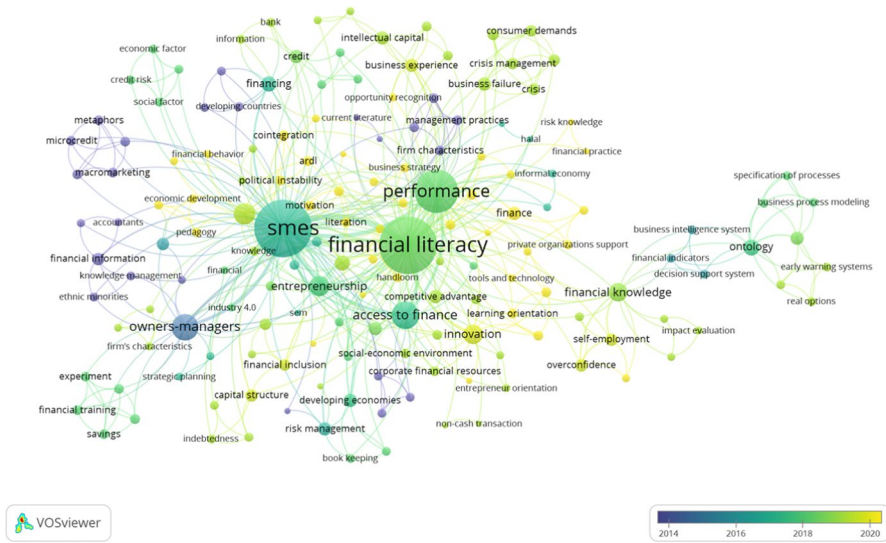 bank
consumer demands
information
intellectual capital
economic factor
credit
business experience
crisis management
credit risk
financing
business failure
crisis
social factor
developing countries
opportunity recognition
metaphors
current literature
management practices
risk knowledge
microcredit
cointegration
halal
financial behavior
ardl
firm characteristics
financial practice
macromarketing
business strategy
informal economy
political instability
performance
specification of processes
economic development
motivation
finance
business process modeling
accountants
pedagogy
smes
literation
financial literacy
private organizations support
business intelligence system
ontology
financial information
knowledge
financial indicators
knowledge management
financial
handloom
tools and technology
decision support system
early warning systems
ethnic minorities
entrepreneurship
competitive advantage
financial knowledge
real options
industry 4.0
sem
access to finance
learning orientation
owners-managers
innovation
self-employment
impact evaluation
firm's characteristics
social-economic environment
experiment
strategic planning
financial inclusion
corporate financial resources
overconfidence
capital structure
developing economies
entrepreneur orientation
financial training
savings
indebtedness
risk management
non-cash transaction
book keeping
VOSviewer
2014 2016 2018 2020